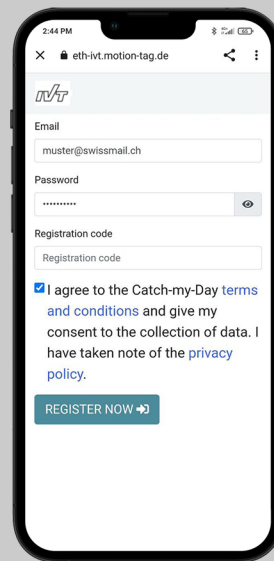 2:44 PM
65
eth-ivt.motion-tag.de
IVT
Email
muster@swissmail.ch
Password
••••••••••
Registration code
Registration code
I agree to the Catch-my-Day terms
and conditions and give my
consent to the collection of data. I
have taken note of the privacy
policy.
REGISTER NOW